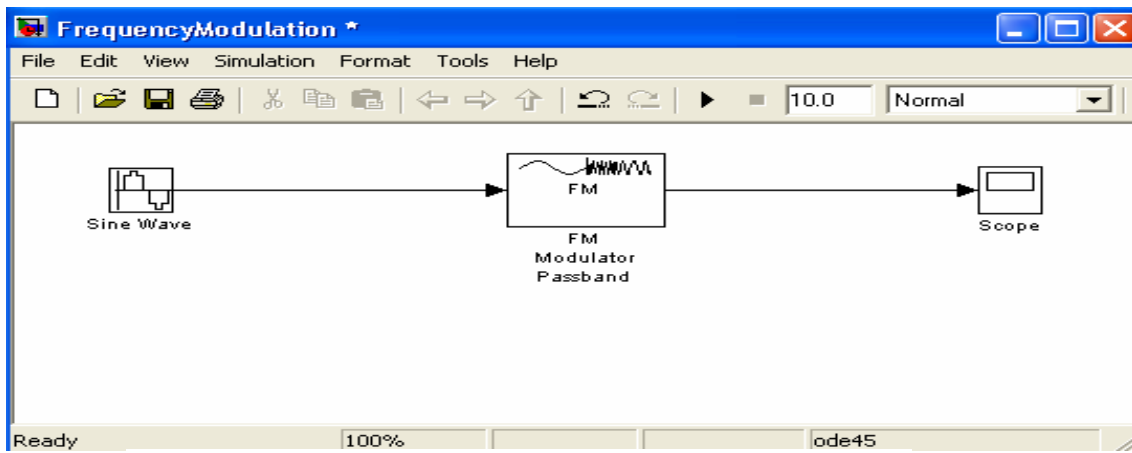 FrequencyModulation *
File Edit View Simulation Format Tools Help
10.0 Normal
FM
Sine Wave
FM
Modulator
Passband
Scope
Ready 100% ode45